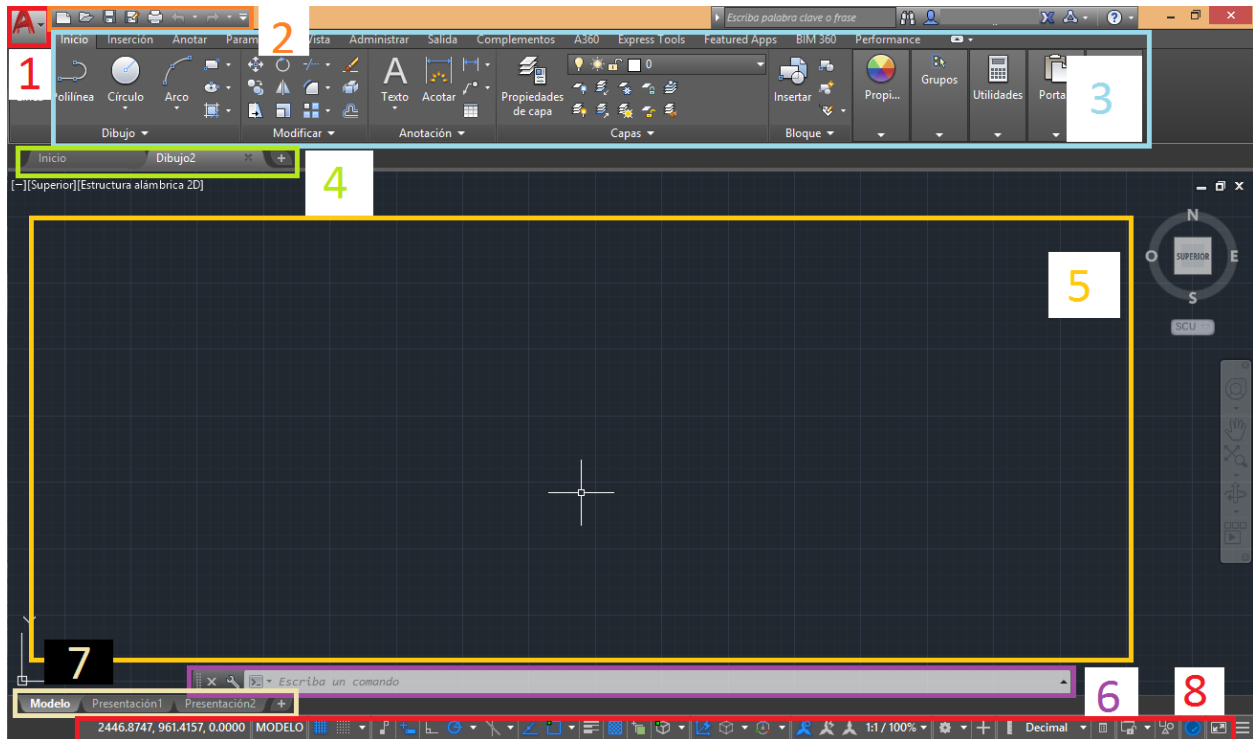 A
Escriba palabra clave o frase
1
2
Inicio Inserción Anotar Vista Administrar Salida Complementos A360 Express Tools Featured Apps BIM 360 Performance
Polilínea Círculo Arco
Texto Acotar
Propiedades de capa
0
Insertar
Propi...
Grupos
Utilidades
3
Dibujo Modificar Anotación Capas Bloque
Inicio Dibujo2
4
[−][Superior][Estructura alámbrica 2D]
N
O SUPERIOR E
S
SCU
5
Y
7
Escriba un comando
6
8
Modelo Presentación1 Presentación2
2446.8747, 961.4157, 0.0000 MODELO 1:1 / 100% Decimal